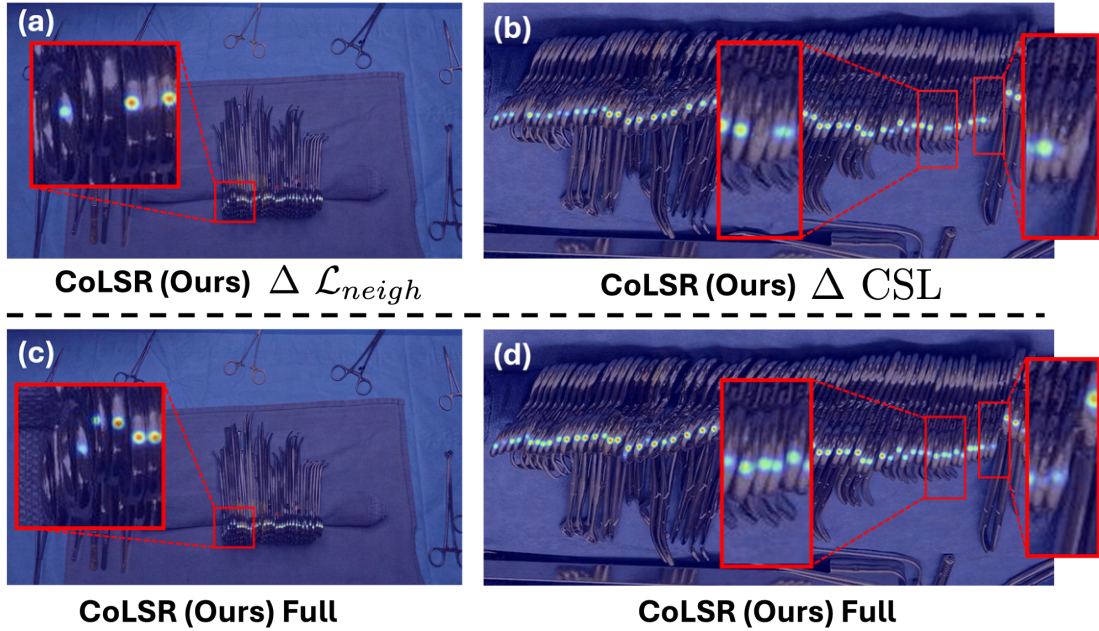 (a)
(b)
CoLSR (Ours) Δ ℒ_neigh
CoLSR (Ours) Δ CSL
(c)
(d)
CoLSR (Ours) Full
CoLSR (Ours) Full